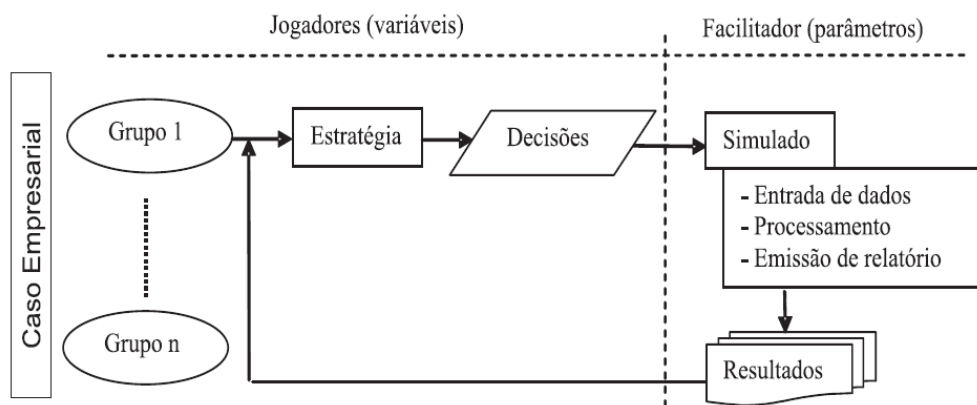 Jogadores (variáveis)
Facilitador (parâmetros)
Caso Empresarial
Grupo 1
Estratégia
Decisões
Simulado
- Entrada de dados
- Processamento
- Emissão de relatório
Grupo n
Resultados